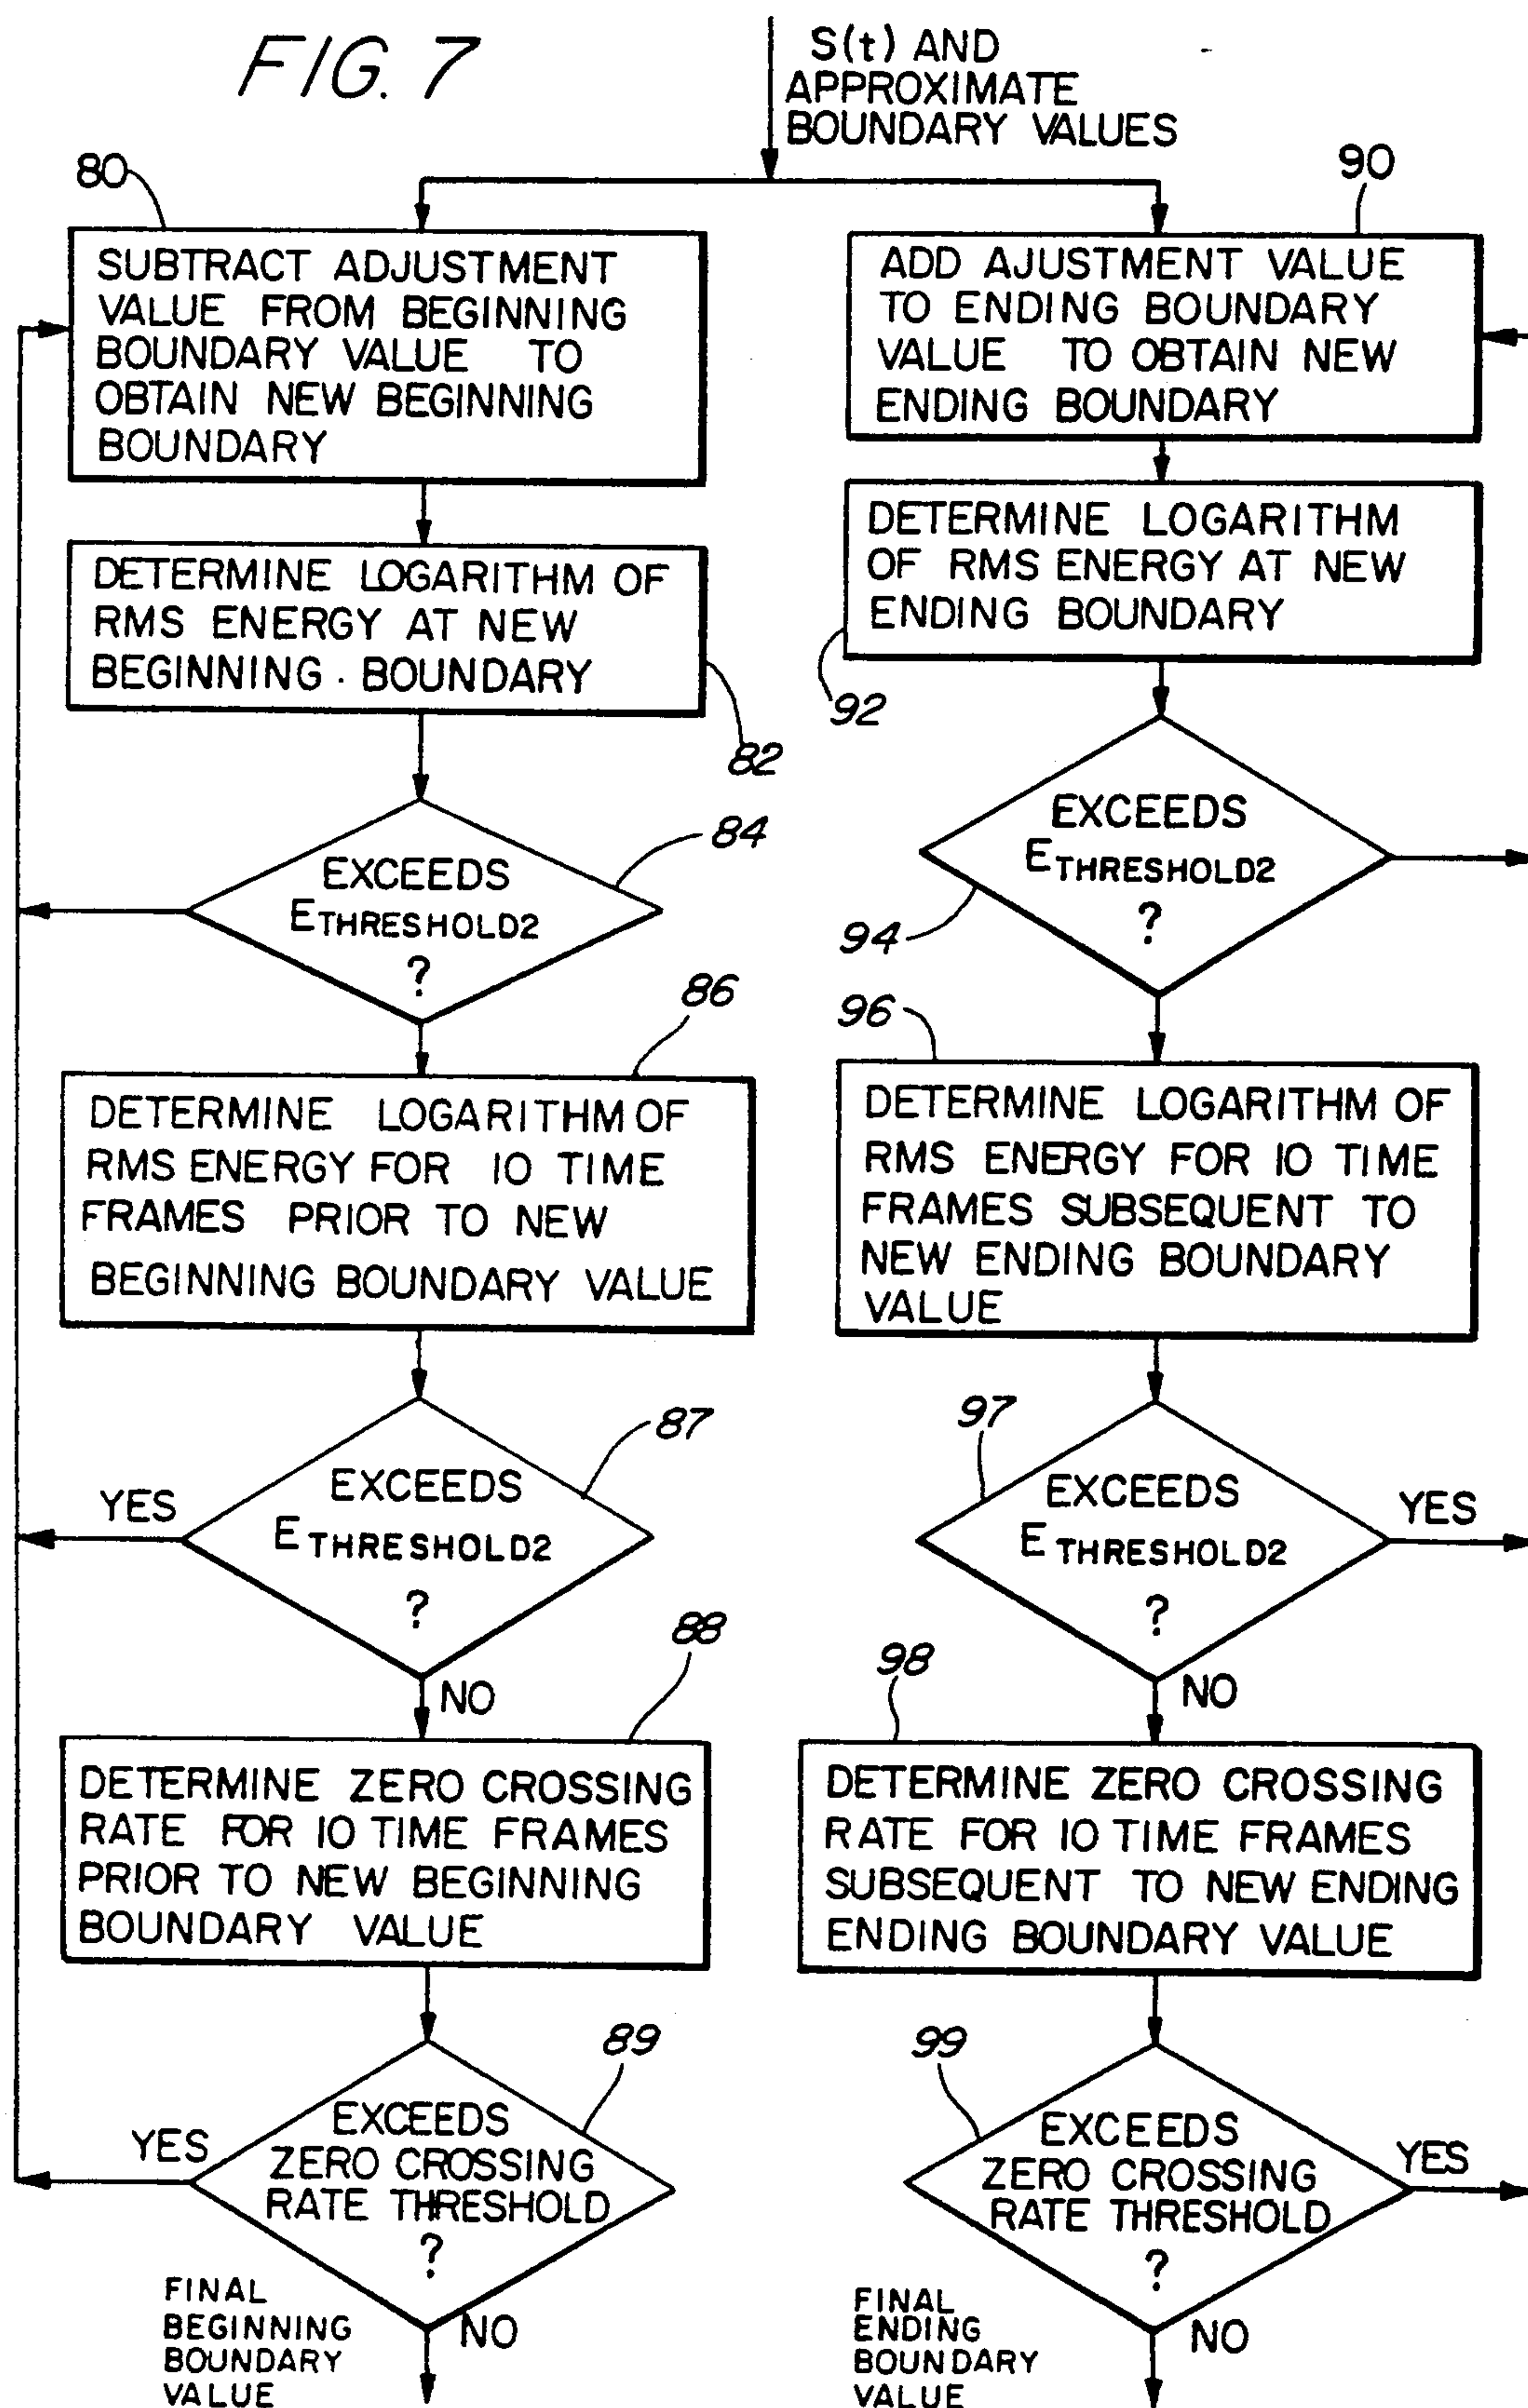 FIG. 7
S(t) AND
APPROXIMATE
BOUNDARY VALUES
80
SUBTRACT ADJUSTMENT
VALUE FROM BEGINNING
BOUNDARY VALUE TO
OBTAIN NEW BEGINNING
BOUNDARY
DETERMINE LOGARITHM OF
RMS ENERGY AT NEW
BEGINNING BOUNDARY
82
EXCEEDS
ETHRESHOLD2
?
84
86
DETERMINE LOGARITHM OF
RMS ENERGY FOR 10 TIME
FRAMES PRIOR TO NEW
BEGINNING BOUNDARY VALUE
87
EXCEEDS
ETHRESHOLD2
?
YES
NO
88
DETERMINE ZERO CROSSING
RATE FOR 10 TIME FRAMES
PRIOR TO NEW BEGINNING
BOUNDARY VALUE
89
EXCEEDS
ZERO CROSSING
RATE THRESHOLD
?
YES
NO
FINAL
BEGINNING
BOUNDARY
VALUE
90
ADD AJUSTMENT VALUE
TO ENDING BOUNDARY
VALUE TO OBTAIN NEW
ENDING BOUNDARY
DETERMINE LOGARITHM
OF RMS ENERGY AT NEW
ENDING BOUNDARY
92
EXCEEDS
ETHRESHOLD2
?
94
96
DETERMINE LOGARITHM OF
RMS ENERGY FOR 10 TIME
FRAMES SUBSEQUENT TO
NEW ENDING BOUNDARY
VALUE
97
EXCEEDS
ETHRESHOLD2
?
YES
NO
98
DETERMINE ZERO CROSSING
RATE FOR 10 TIME FRAMES
SUBSEQUENT TO NEW ENDING
ENDING BOUNDARY VALUE
99
EXCEEDS
ZERO CROSSING
RATE THRESHOLD
?
YES
NO
FINAL
ENDING
BOUNDARY
VALUE